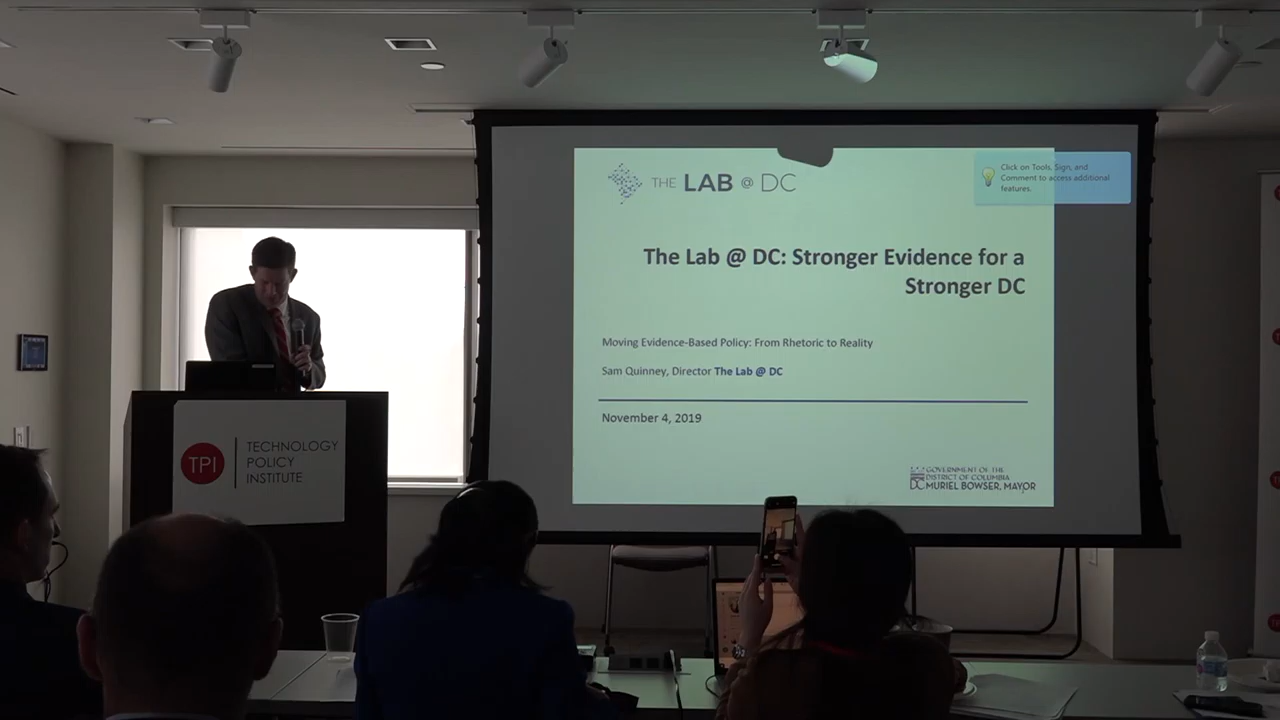 THE LAB @ DC
Click on Tools, Sign, and
Comment to access additional
features.
The Lab @ DC: Stronger Evidence for a
Stronger DC
Moving Evidence-Based Policy: From Rhetoric to Reality
Sam Quinney, Director The Lab @ DC
November 4, 2019
GOVERNMENT OF THE
DISTRICT OF COLUMBIA
DC MURIEL BOWSER, MAYOR
TPI
TECHNOLOGY
POLICY
INSTITUTE